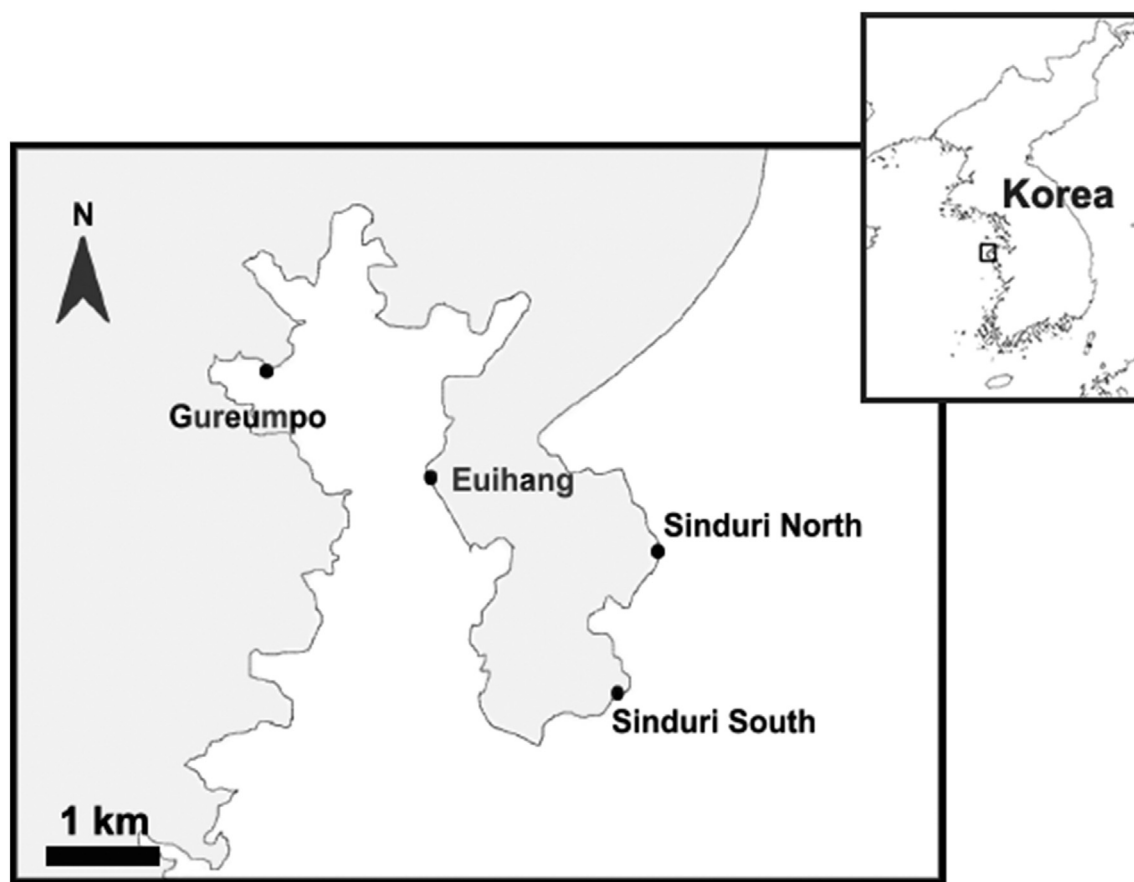 Korea
N
Gureumpo
Euihang
Sinduri North
Sinduri South
1 km